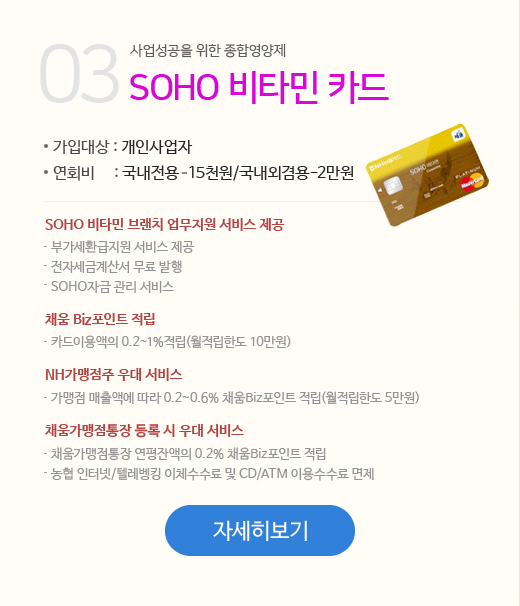 03
사업성공을 위한 종합영양제
SOHO 비타민 카드
• 가입대상 : 개인사업자
• 연회비 : 국내전용-15천원/국내외겸용-2만원
SOHO 비타민 브랜치 업무지원 서비스 제공
- 부가세환급지원 서비스 제공
- 전자세금계산서 무료 발행
- SOHO자금 관리 서비스
채움 Biz포인트 적립
- 카드이용액의 0.2~1%적립(월적립한도 10만원)
NH가맹점주 우대 서비스
- 가맹점 매출액에 따라 0.2~0.6% 채움Biz포인트 적립(월적립한도 5만원)
채움가맹점통장 등록 시 우대 서비스
- 채움가맹점통장 연평잔액의 0.2% 채움Biz포인트 적립
- 농협 인터넷/텔레뱅킹 이체수수료 및 CD/ATM 이용수수료 면제
자세히보기
SOHO
PLATINUM
MasterCard